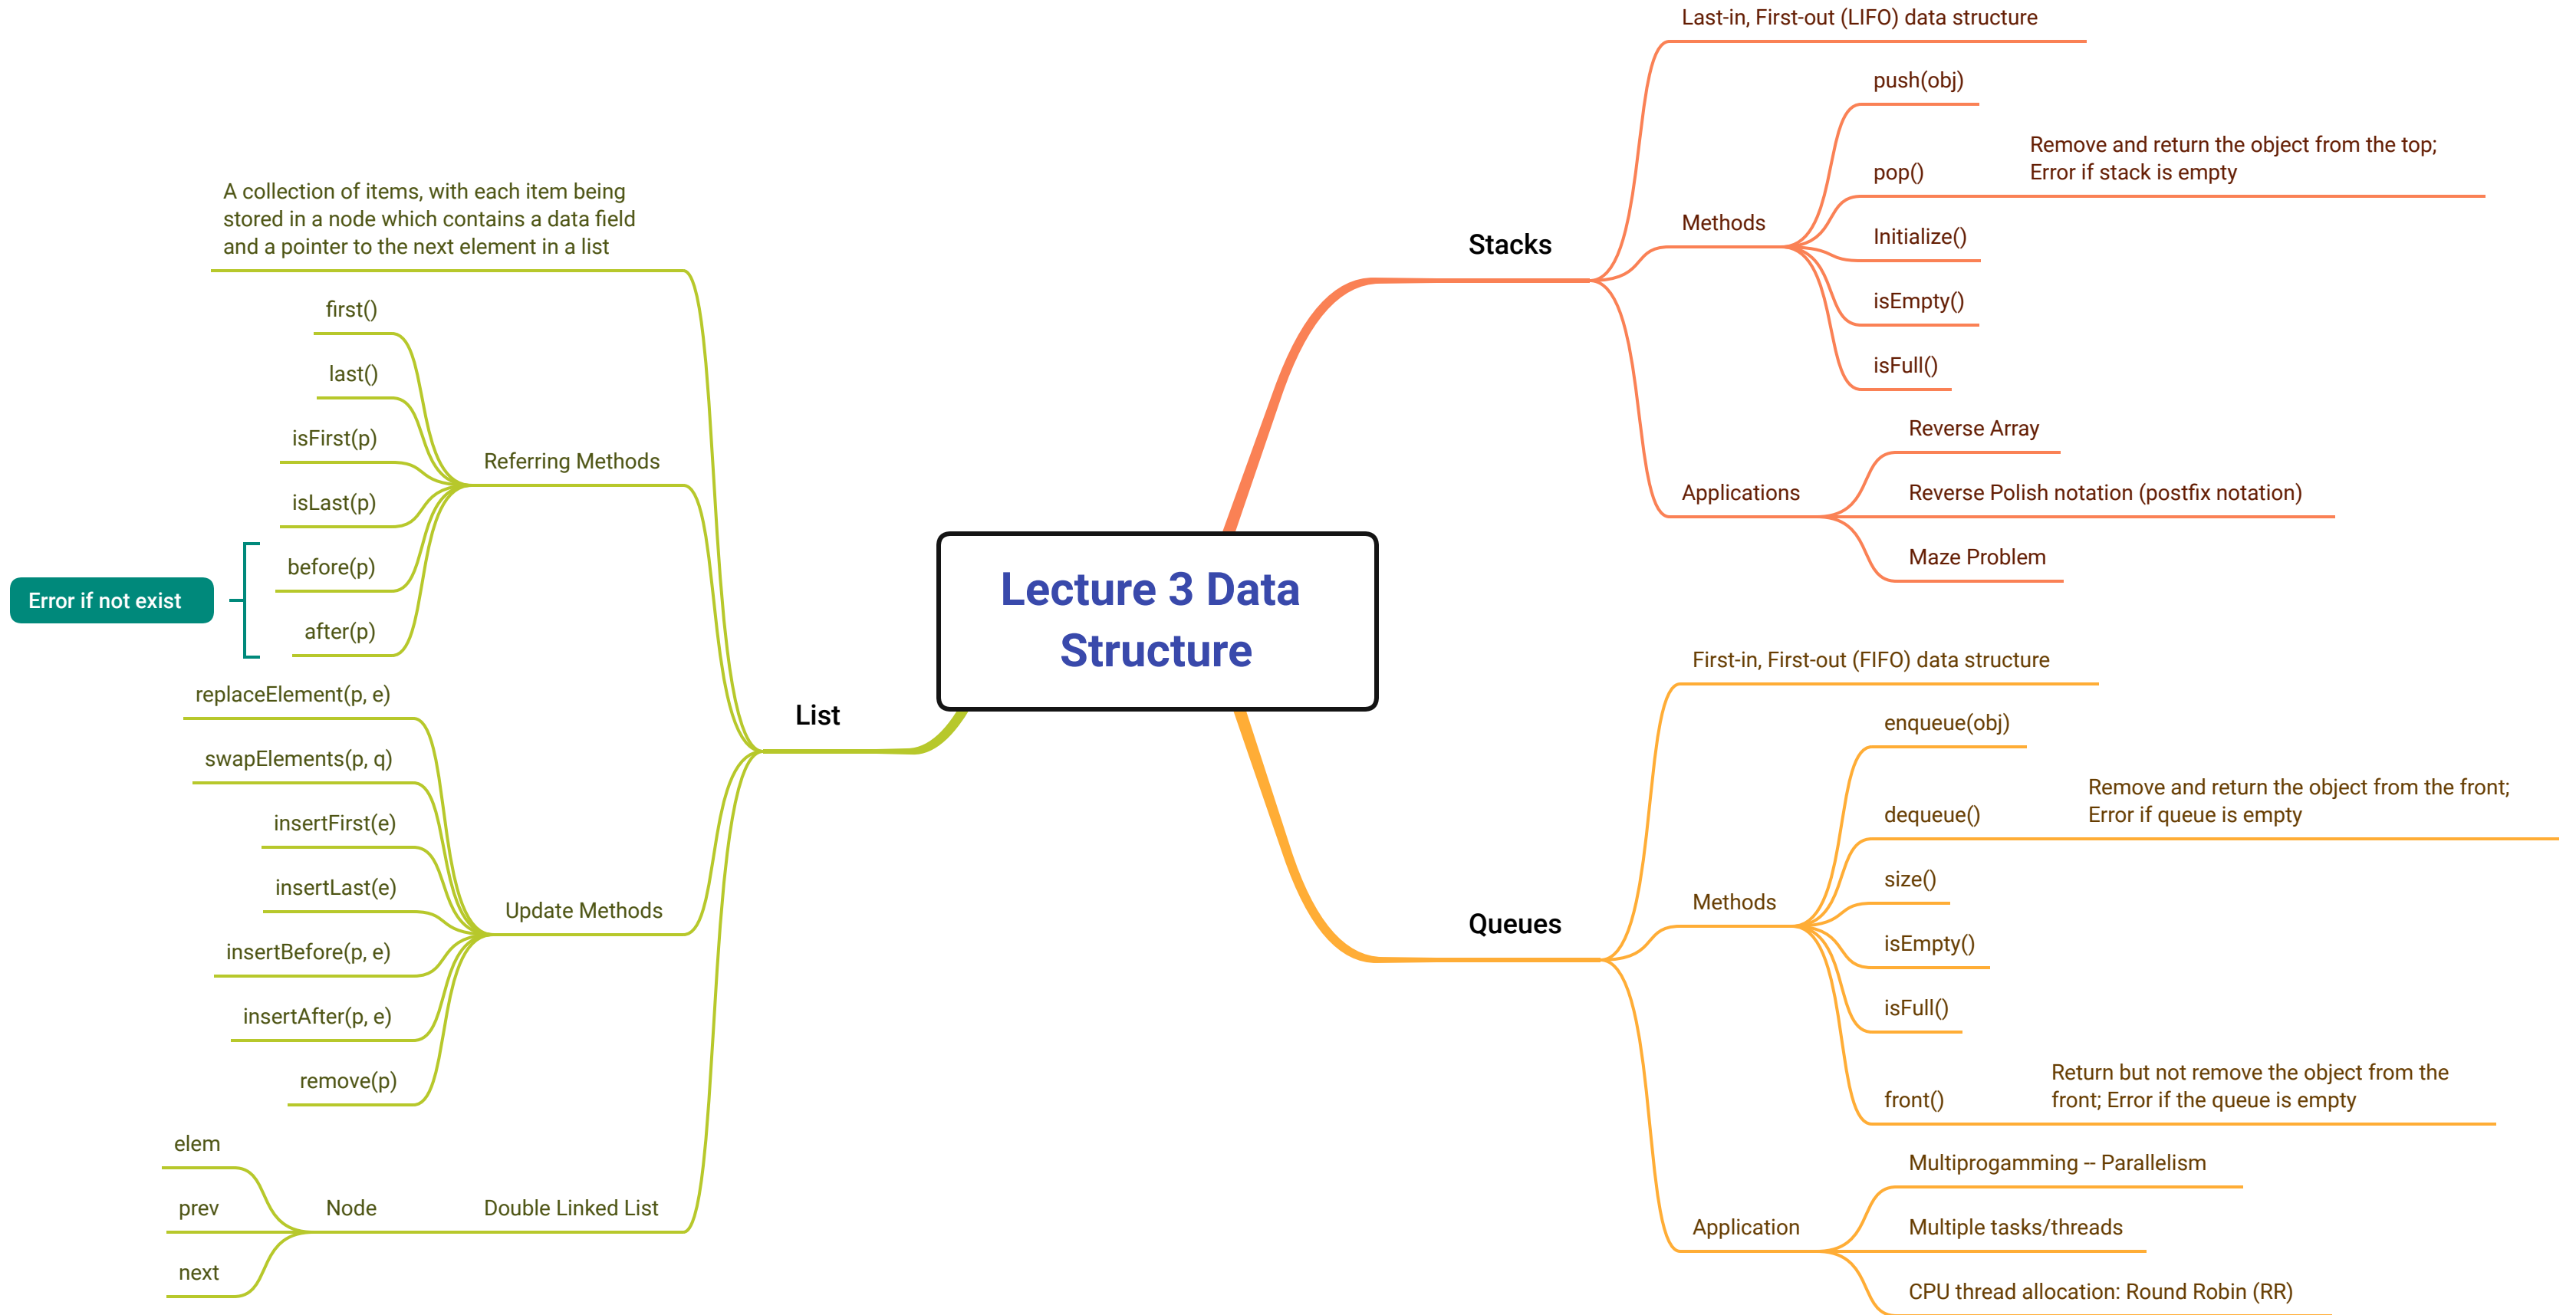 Lecture 3 Data
Structure
Stacks
Last-in, First-out (LIFO) data structure
Methods
push(obj)
pop()
Remove and return the object from the top;
Error if stack is empty
Initialize()
isEmpty()
isFull()
Applications
Reverse Array
Reverse Polish notation (postfix notation)
Maze Problem
Queues
First-in, First-out (FIFO) data structure
Methods
enqueue(obj)
dequeue()
Remove and return the object from the front;
Error if queue is empty
size()
isEmpty()
isFull()
front()
Return but not remove the object from the
front; Error if the queue is empty
Application
Multiprogamming -- Parallelism
Multiple tasks/threads
CPU thread allocation: Round Robin (RR)
List
A collection of items, with each item being
stored in a node which contains a data field
and a pointer to the next element in a list
Referring Methods
first()
last()
isFirst(p)
isLast(p)
before(p)
after(p)
Error if not exist
Update Methods
replaceElement(p, e)
swapElements(p, q)
insertFirst(e)
insertLast(e)
insertBefore(p, e)
insertAfter(p, e)
remove(p)
Double Linked List
Node
elem
prev
next